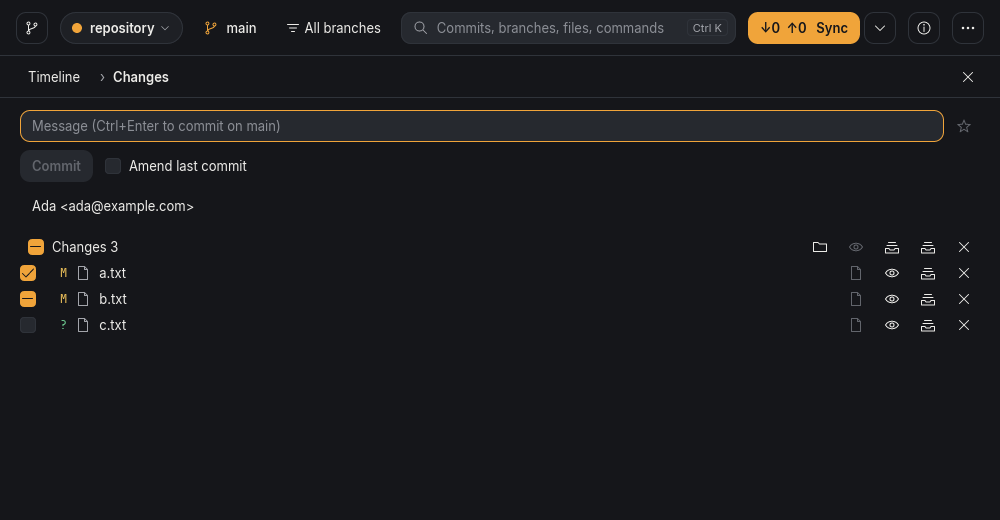 repository main All branches Commits, branches, files, commands Ctrl K ↓0 ↑0 Sync
Timeline › Changes
Message (Ctrl+Enter to commit on main)
Commit Amend last commit
Ada <ada@example.com>
Changes 3
M a.txt
M b.txt
? c.txt